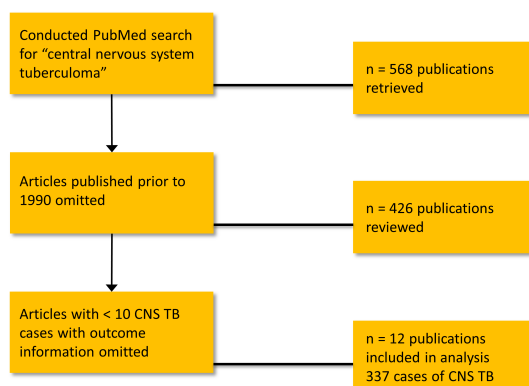 Conducted PubMed search
for “central nervous system
tuberculoma”
n = 568 publications
retrieved
Articles published prior to
1990 omitted
n = 426 publications
reviewed
Articles with < 10 CNS TB
cases with outcome
information omitted
n = 12 publications
included in analysis
337 cases of CNS TB